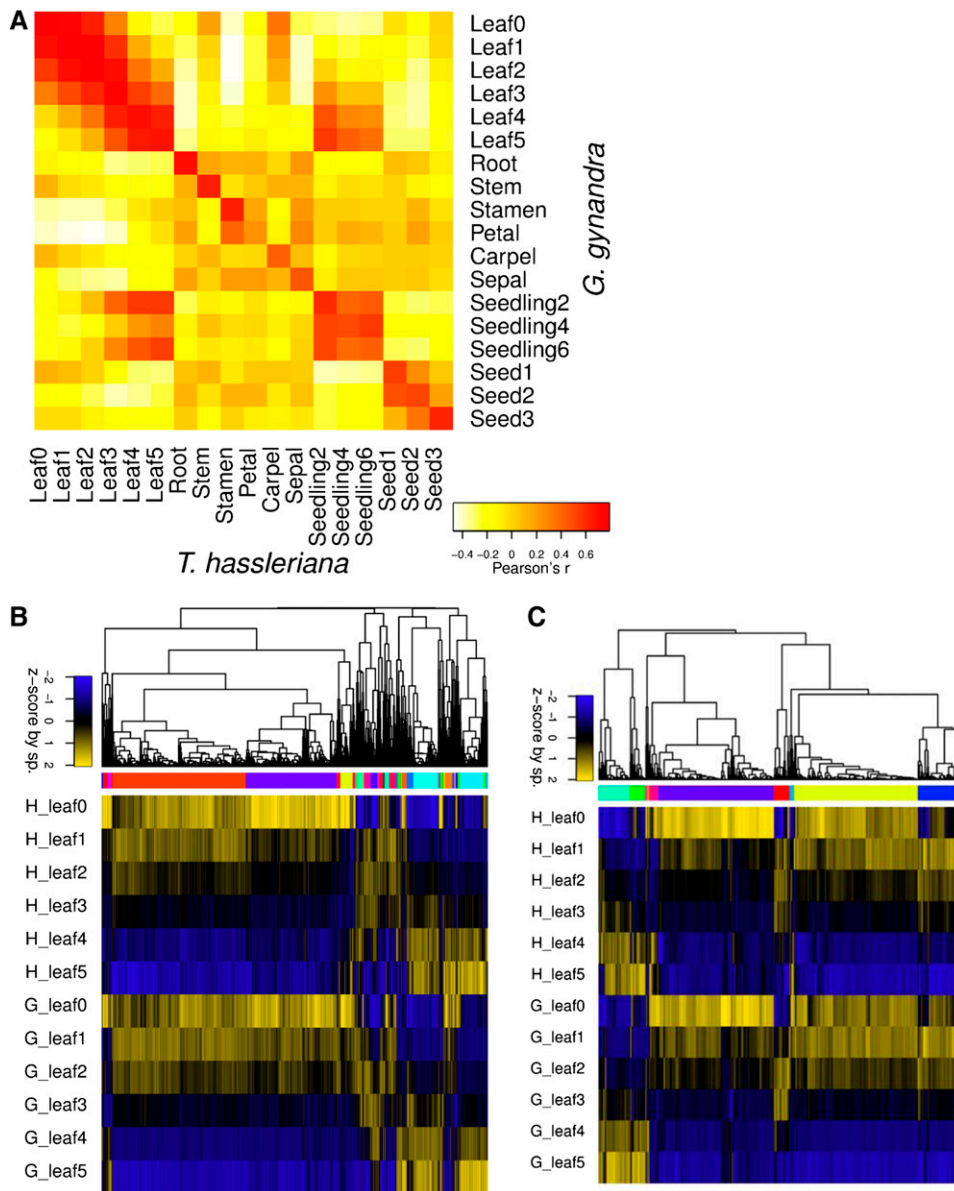 A
Leaf0
Leaf1
Leaf2
Leaf3
Leaf4
Leaf5
Root
Stem
Stamen
Petal
Carpel
Sepal
Seedling2
Seedling4
Seedling6
Seed1
Seed2
Seed3
G. gynandra
Leaf0
Leaf1
Leaf2
Leaf3
Leaf4
Leaf5
Root
Stem
Stamen
Petal
Carpel
Sepal
Seedling2
Seedling4
Seedling6
Seed1
Seed2
Seed3
T. hassleriana
-0.4 -0.2 0 0.2 0.4 0.6
Pearson's r
B
z-score by sp.
-2 -1 0 1 2
H_leaf0
H_leaf1
H_leaf2
H_leaf3
H_leaf4
H_leaf5
G_leaf0
G_leaf1
G_leaf2
G_leaf3
G_leaf4
G_leaf5
C
z-score by sp.
-2 -1 0 1 2
H_leaf0
H_leaf1
H_leaf2
H_leaf3
H_leaf4
H_leaf5
G_leaf0
G_leaf1
G_leaf2
G_leaf3
G_leaf4
G_leaf5